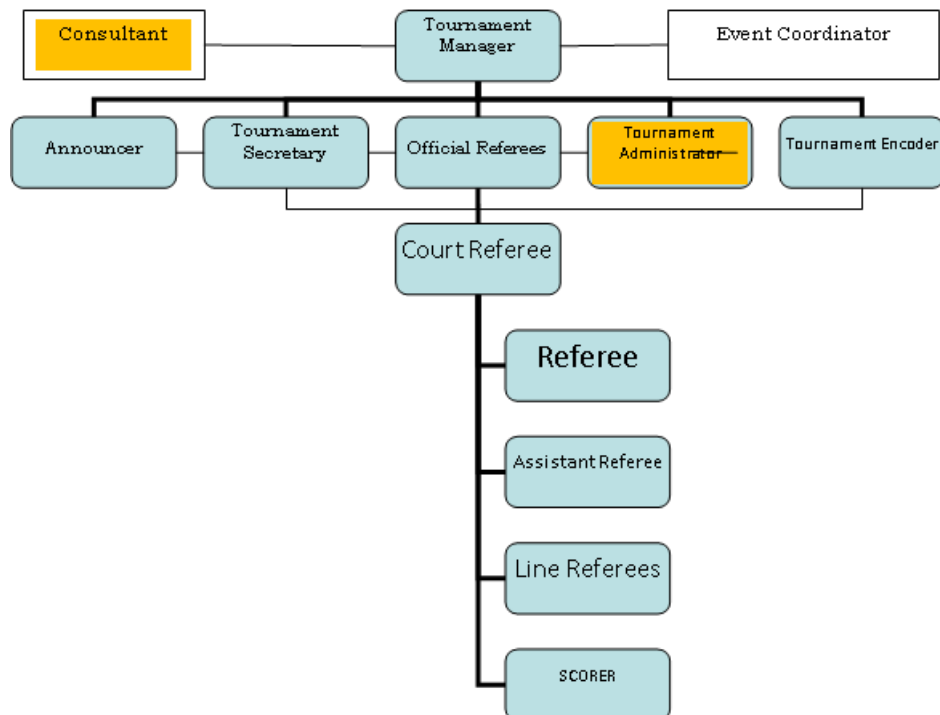 Consultant
Tournament
Manager
Event Coordinator
Announcer
Tournament
Secretary
Official Referees
Tournament
Administrator
Tournament Encoder
Court Referee
Referee
Assistant Referee
Line Referees
SCORER